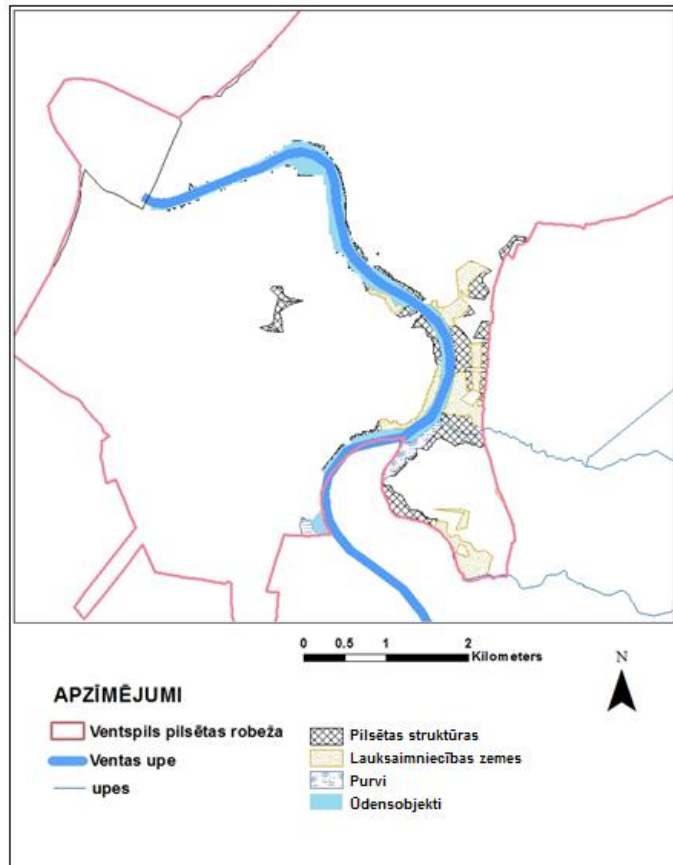 0 0.5 1 2
Kilometers
N
APZĪMĒJUMI
Ventspils pilsētas robeža
Ventas upe
upes
Pilsētas struktūras
Lauksaimniecības zemes
Purvi
Ūdensobjekti